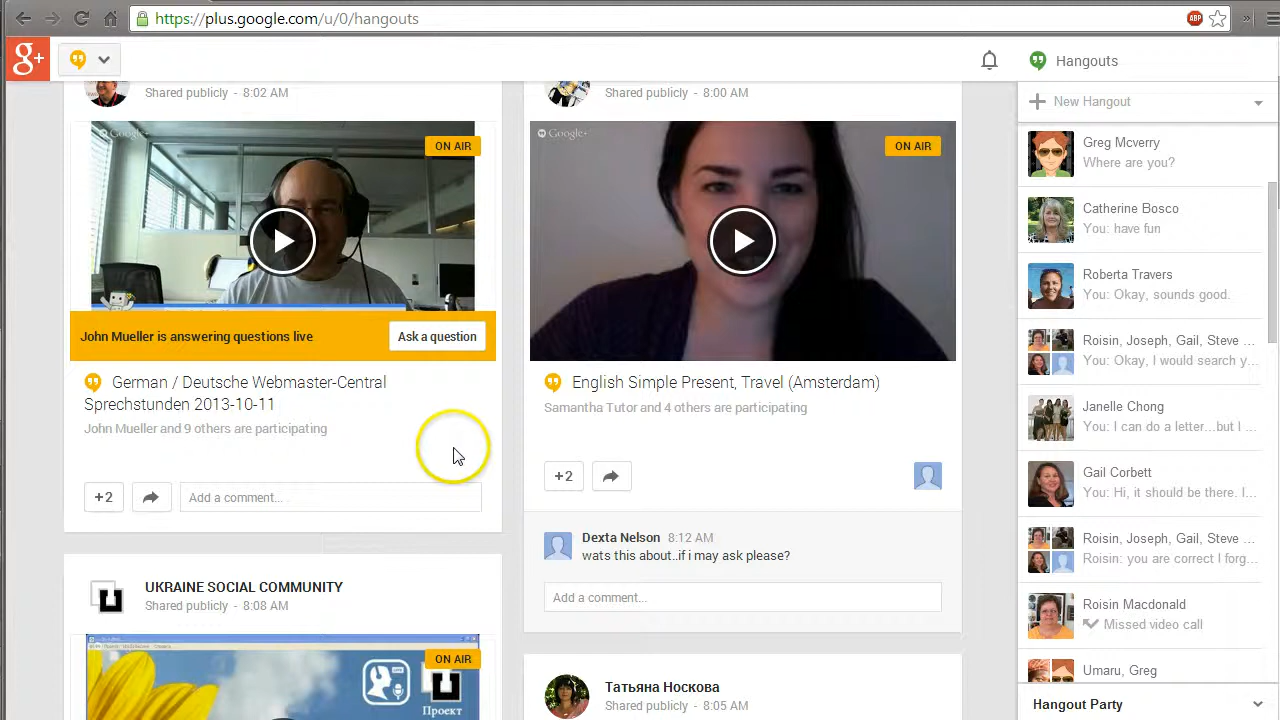 https://plus.google.com/u/0/hangouts
ABP
g+
Hangouts
Shared publicly - 8:02 AM
Google+
ON AIR
John Mueller is answering questions live
Ask a question
German / Deutsche Webmaster-Central
Sprechstunden 2013-10-11
John Mueller and 9 others are participating
+2
Add a comment...
UKRAINE SOCIAL COMMUNITY
Shared publicly - 8:08 AM
ON AIR
Проект
Shared publicly - 8:00 AM
Google+
ON AIR
English Simple Present, Travel (Amsterdam)
Samantha Tutor and 4 others are participating
+2
Dexta Nelson 8:12 AM
wats this about..if i may ask please?
Add a comment...
Татьяна Носкова
Shared publicly - 8:05 AM
New Hangout
Greg Mcverry
Where are you?
Catherine Bosco
You: have fun
Roberta Travers
You: Okay, sounds good.
Roisin, Joseph, Gail, Steve ...
You: Okay, I would search y...
Janelle Chong
You: I can do a letter...but I ...
Gail Corbett
You: Hi, it should be there. I...
Roisin, Joseph, Gail, Steve ...
Roisin: you are correct I forg...
Roisin Macdonald
Missed video call
Umaru, Greg
Hangout Party